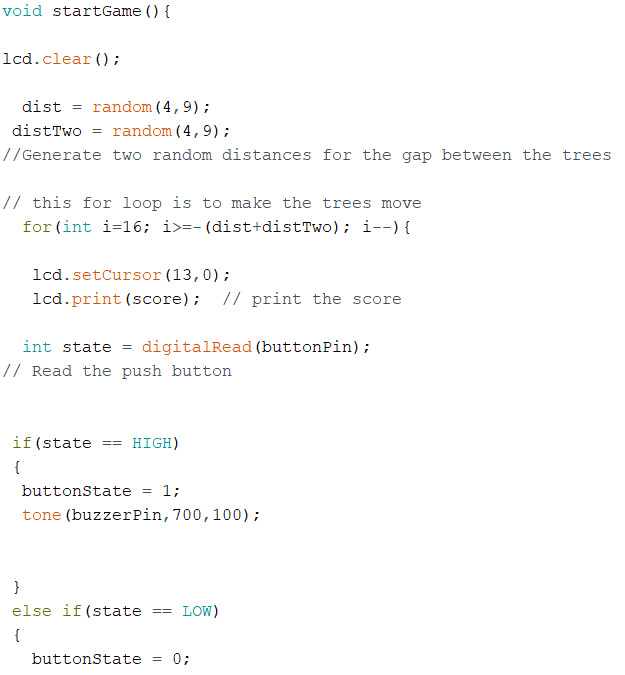 void startGame(){
lcd.clear();
dist = random(4,9);
distTwo = random(4,9);
//Generate two random distances for the gap between the trees
// this for loop is to make the trees move
for(int i=16; i>=-(dist+distTwo); i--){
lcd.setCursor(13,0);
lcd.print(score);  // print the score
int state = digitalRead(buttonPin);
// Read the push button
if(state == HIGH)
{
buttonState = 1;
tone(buzzerPin,700,100);
}
else if(state == LOW)
{
buttonState = 0;